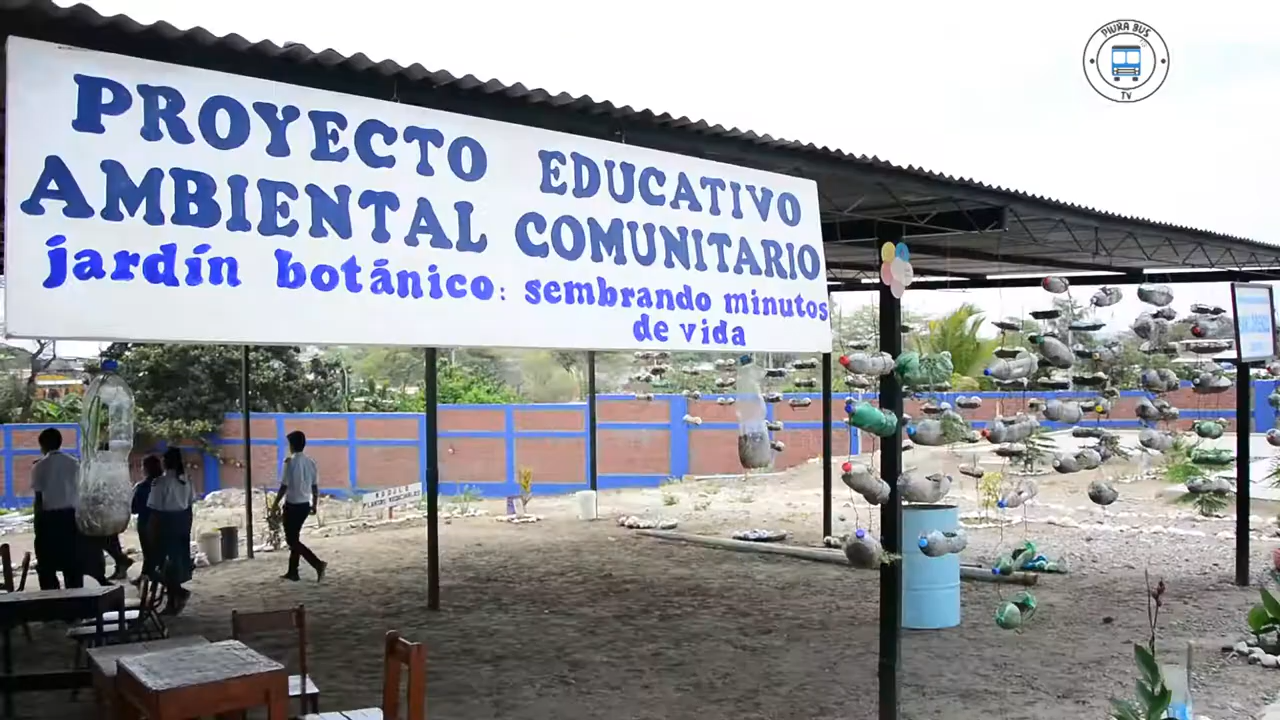 PIURA BUS
TV
PROYECTO EDUCATIVO
AMBIENTAL COMUNITARIO
jardín botánico: sembrando minutos
de vida